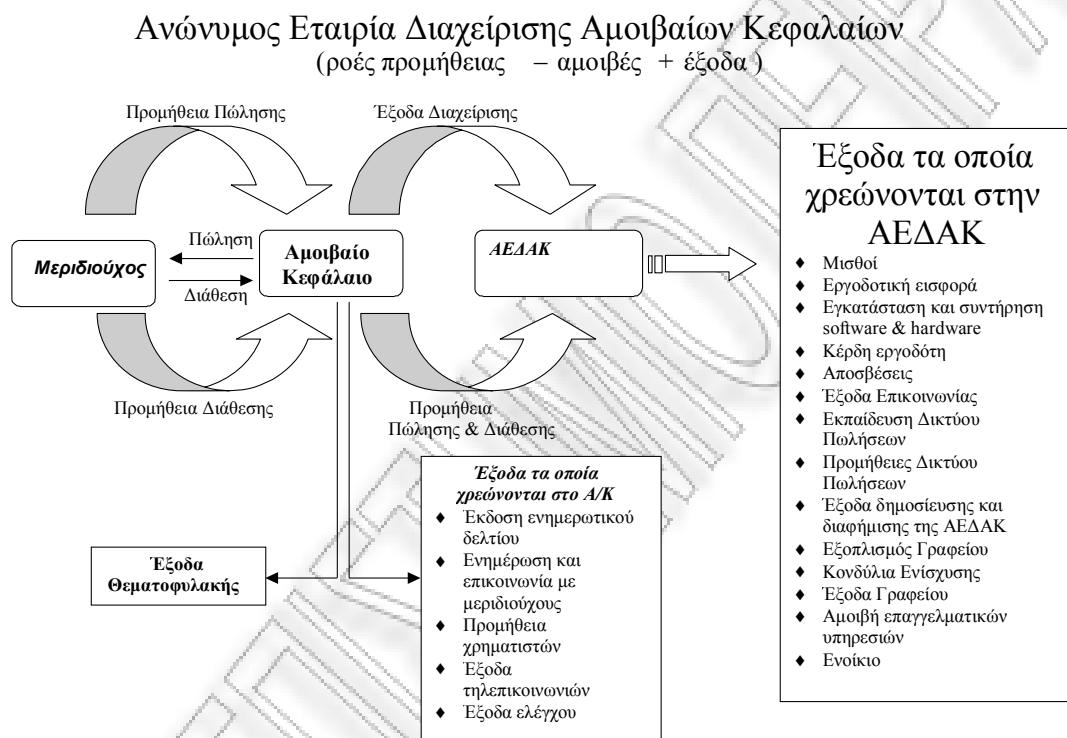 Ανώνυμος Εταιρία Διαχείρισης Αμοιβαίων Κεφαλαίων
(ροές προμήθειας – αμοιβές + έξοδα )
Προμήθεια Πώλησης
Έξοδα Διαχείρισης
Μεριδιούχος
Πώληση
Διάθεση
Αμοιβαίο
Κεφάλαιο
ΑΕΔΑΚ
Προμήθεια Διάθεσης
Προμήθεια
Πώλησης & Διάθεσης
Έξοδα
Θεματοφυλακής
Έξοδα τα οποία
χρεώνονται στο Α/Κ
♦ Έκδοση ενημερωτικού
δελτίου
♦ Ενημέρωση και
επικοινωνία με
μεριδιούχους
♦ Προμήθεια
χρηματιστών
♦ Έξοδα
τηλεπικοινωνιών
♦ Έξοδα ελέγχου
Έξοδα τα οποία
χρεώνονται στην
ΑΕΔΑΚ
♦ Μισθοί
♦ Εργοδοτική εισφορά
♦ Εγκατάσταση και συντήρηση
software & hardware
♦ Κέρδη εργοδότη
♦ Αποσβέσεις
♦ Έξοδα Επικοινωνίας
♦ Εκπαίδευση Δικτύου
Πωλήσεων
♦ Προμήθειες Δικτύου
Πωλήσεων
♦ Έξοδα δημοσίευσης και
διαφήμισης της ΑΕΔΑΚ
♦ Εξοπλισμός Γραφείου
♦ Κονδύλια Ενίσχυσης
♦ Έξοδα Γραφείου
♦ Αμοιβή επαγγελματικών
υπηρεσιών
♦ Ενοίκιο